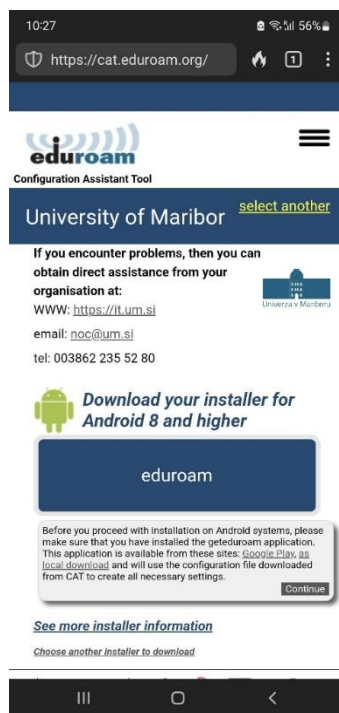 10:27
56%
https://cat.eduroam.org/
1
eduroam
Configuration Assistant Tool
University of Maribor
select another
If you encounter problems, then you can
obtain direct assistance from your
organisation at:
WWW: https://it.um.si
email: noc@um.si
tel: 003862 235 52 80
Univerza v Mariboru
Download your installer for
Android 8 and higher
eduroam
Before you proceed with installation on Android systems, please
make sure that you have installed the geteduroam application.
This application is available from these sites: Google Play, as
local download and will use the configuration file downloaded
from CAT to create all necessary settings.
Continue
See more installer information
Choose another installer to download